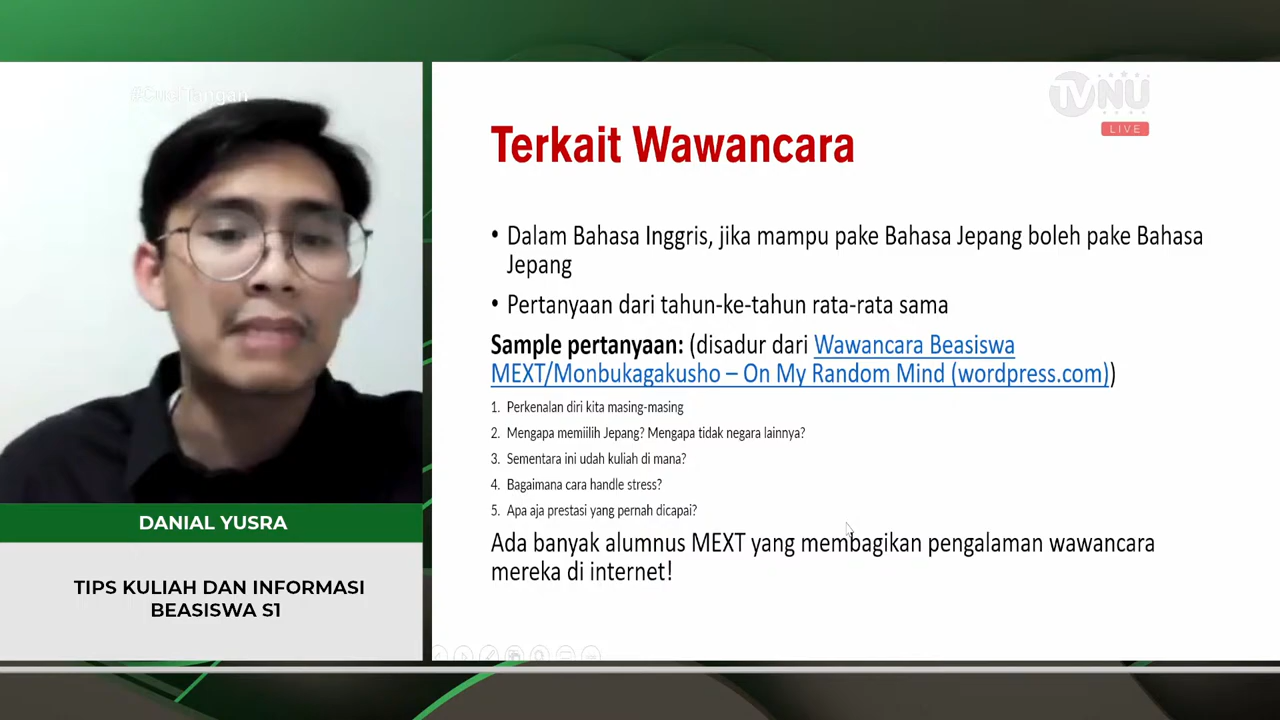 #CuciTangan
TVNU
LIVE
Terkait Wawancara
• Dalam Bahasa Inggris, jika mampu pake Bahasa Jepang boleh pake Bahasa
Jepang
• Pertanyaan dari tahun-ke-tahun rata-rata sama
Sample pertanyaan: (disadur dari Wawancara Beasiswa
MEXT/Monbukagakusho – On My Random Mind (wordpress.com))
1. Perkenalan diri kita masing-masing
2. Mengapa memiilih Jepang? Mengapa tidak negara lainnya?
3. Sementara ini udah kuliah di mana?
4. Bagaimana cara handle stress?
5. Apa aja prestasi yang pernah dicapai?
Ada banyak alumnus MEXT yang membagikan pengalaman wawancara
mereka di internet!
DANIAL YUSRA
TIPS KULIAH DAN INFORMASI
BEASISWA S1